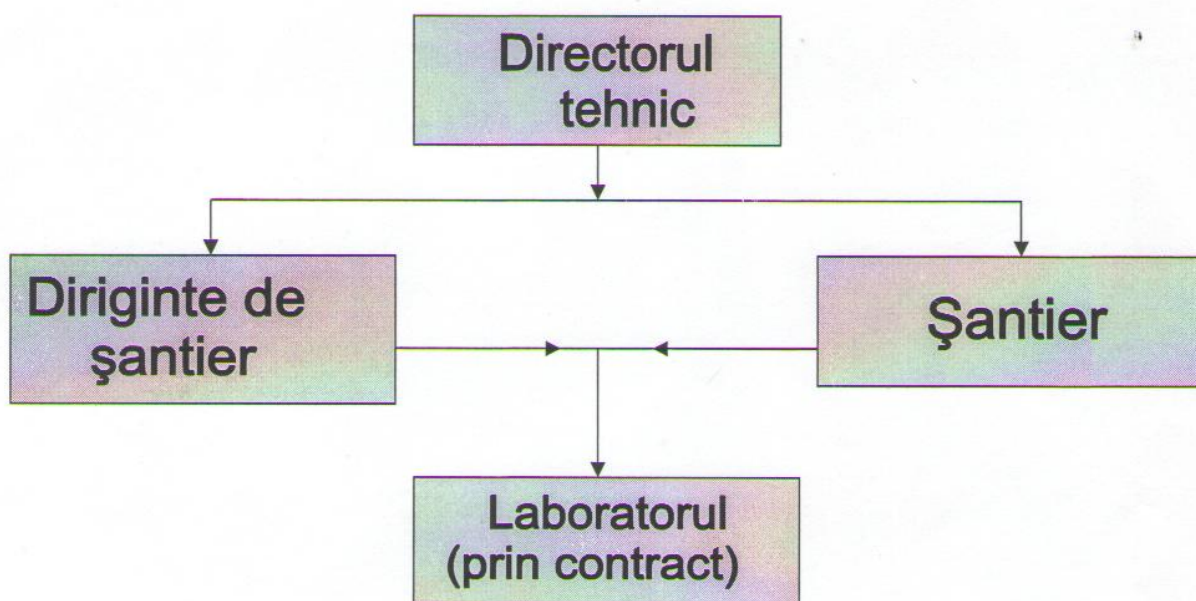 Directorul
tehnic
Diriginte de
şantier
Şantier
Laboratorul
(prin contract)